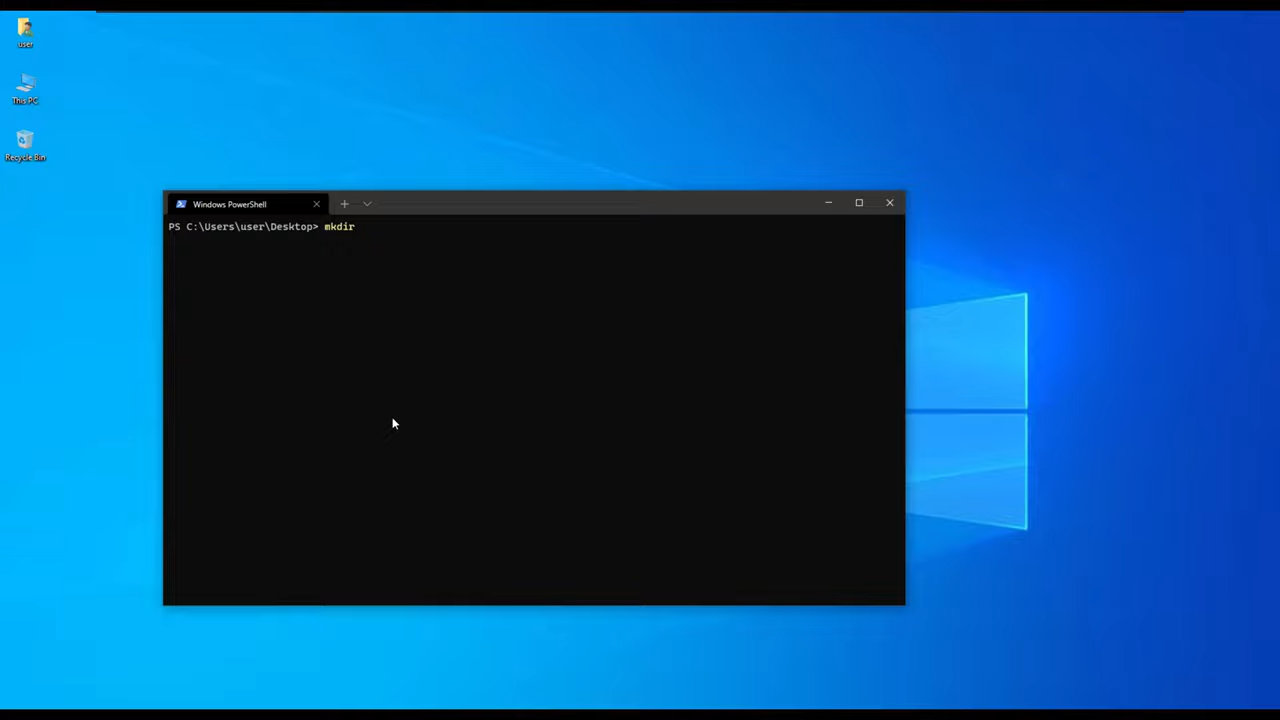 user
This PC
Recycle Bin
Windows PowerShell
PS C:\Users\user\Desktop> mkdir